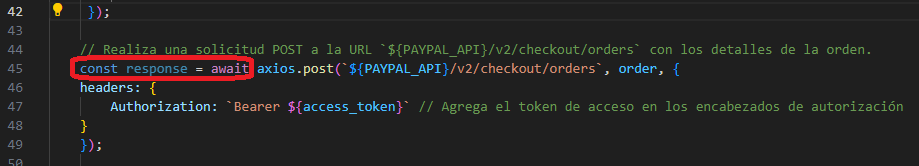 42 });
43
44 // Realiza una solicitud POST a la URL `${PAYPAL_API}/v2/checkout/orders` con los detalles de la orden.
45 const response = await axios.post(`${PAYPAL_API}/v2/checkout/orders`, order, {
46 headers: {
47 Authorization: `Bearer ${access_token}` // Agrega el token de acceso en los encabezados de autorización
48 }
49 });
50